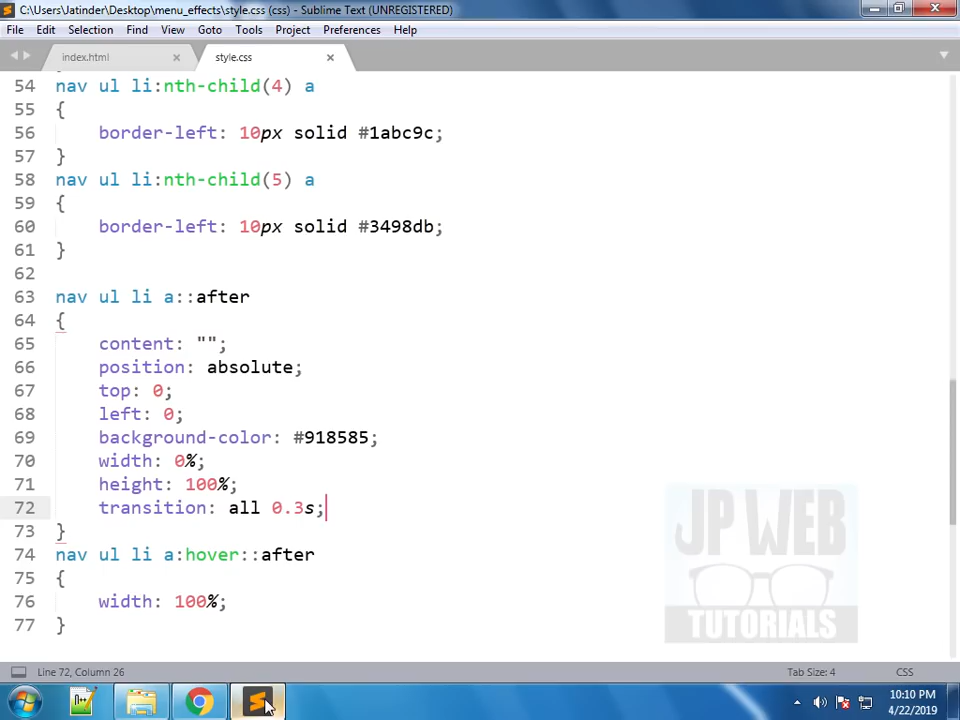 C:\Users\Jatinder\Desktop\menu_effects\style.css (css) - Sublime Text (UNREGISTERED)
File Edit Selection Find View Goto Tools Project Preferences Help
index.html style.css
54 nav ul li:nth-child(4) a
55 {
56 border-left: 10px solid #1abc9c;
57 }
58 nav ul li:nth-child(5) a
59 {
60 border-left: 10px solid #3498db;
61 }
62
63 nav ul li a::after
64 {
65 content: "";
66 position: absolute;
67 top: 0;
68 left: 0;
69 background-color: #918585;
70 width: 0%;
71 height: 100%;
72 transition: all 0.3s;
73 }
74 nav ul li a:hover::after
75 {
76 width: 100%;
77 }
JP WEB
TUTORIALS
Line 72, Column 26 Tab Size: 4 CSS
10:10 PM
4/22/2019